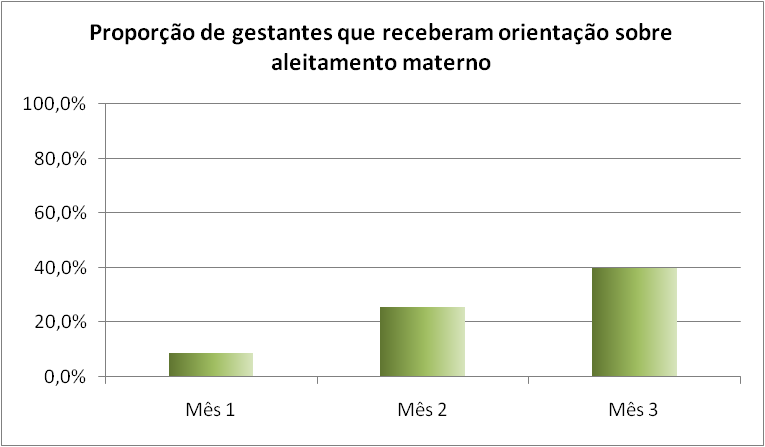 Proporção de gestantes que receberam orientação sobre
aleitamento materno
100,0%
80,0%
60,0%
40,0%
20,0%
0,0%
Mês 1
Mês 2
Mês 3